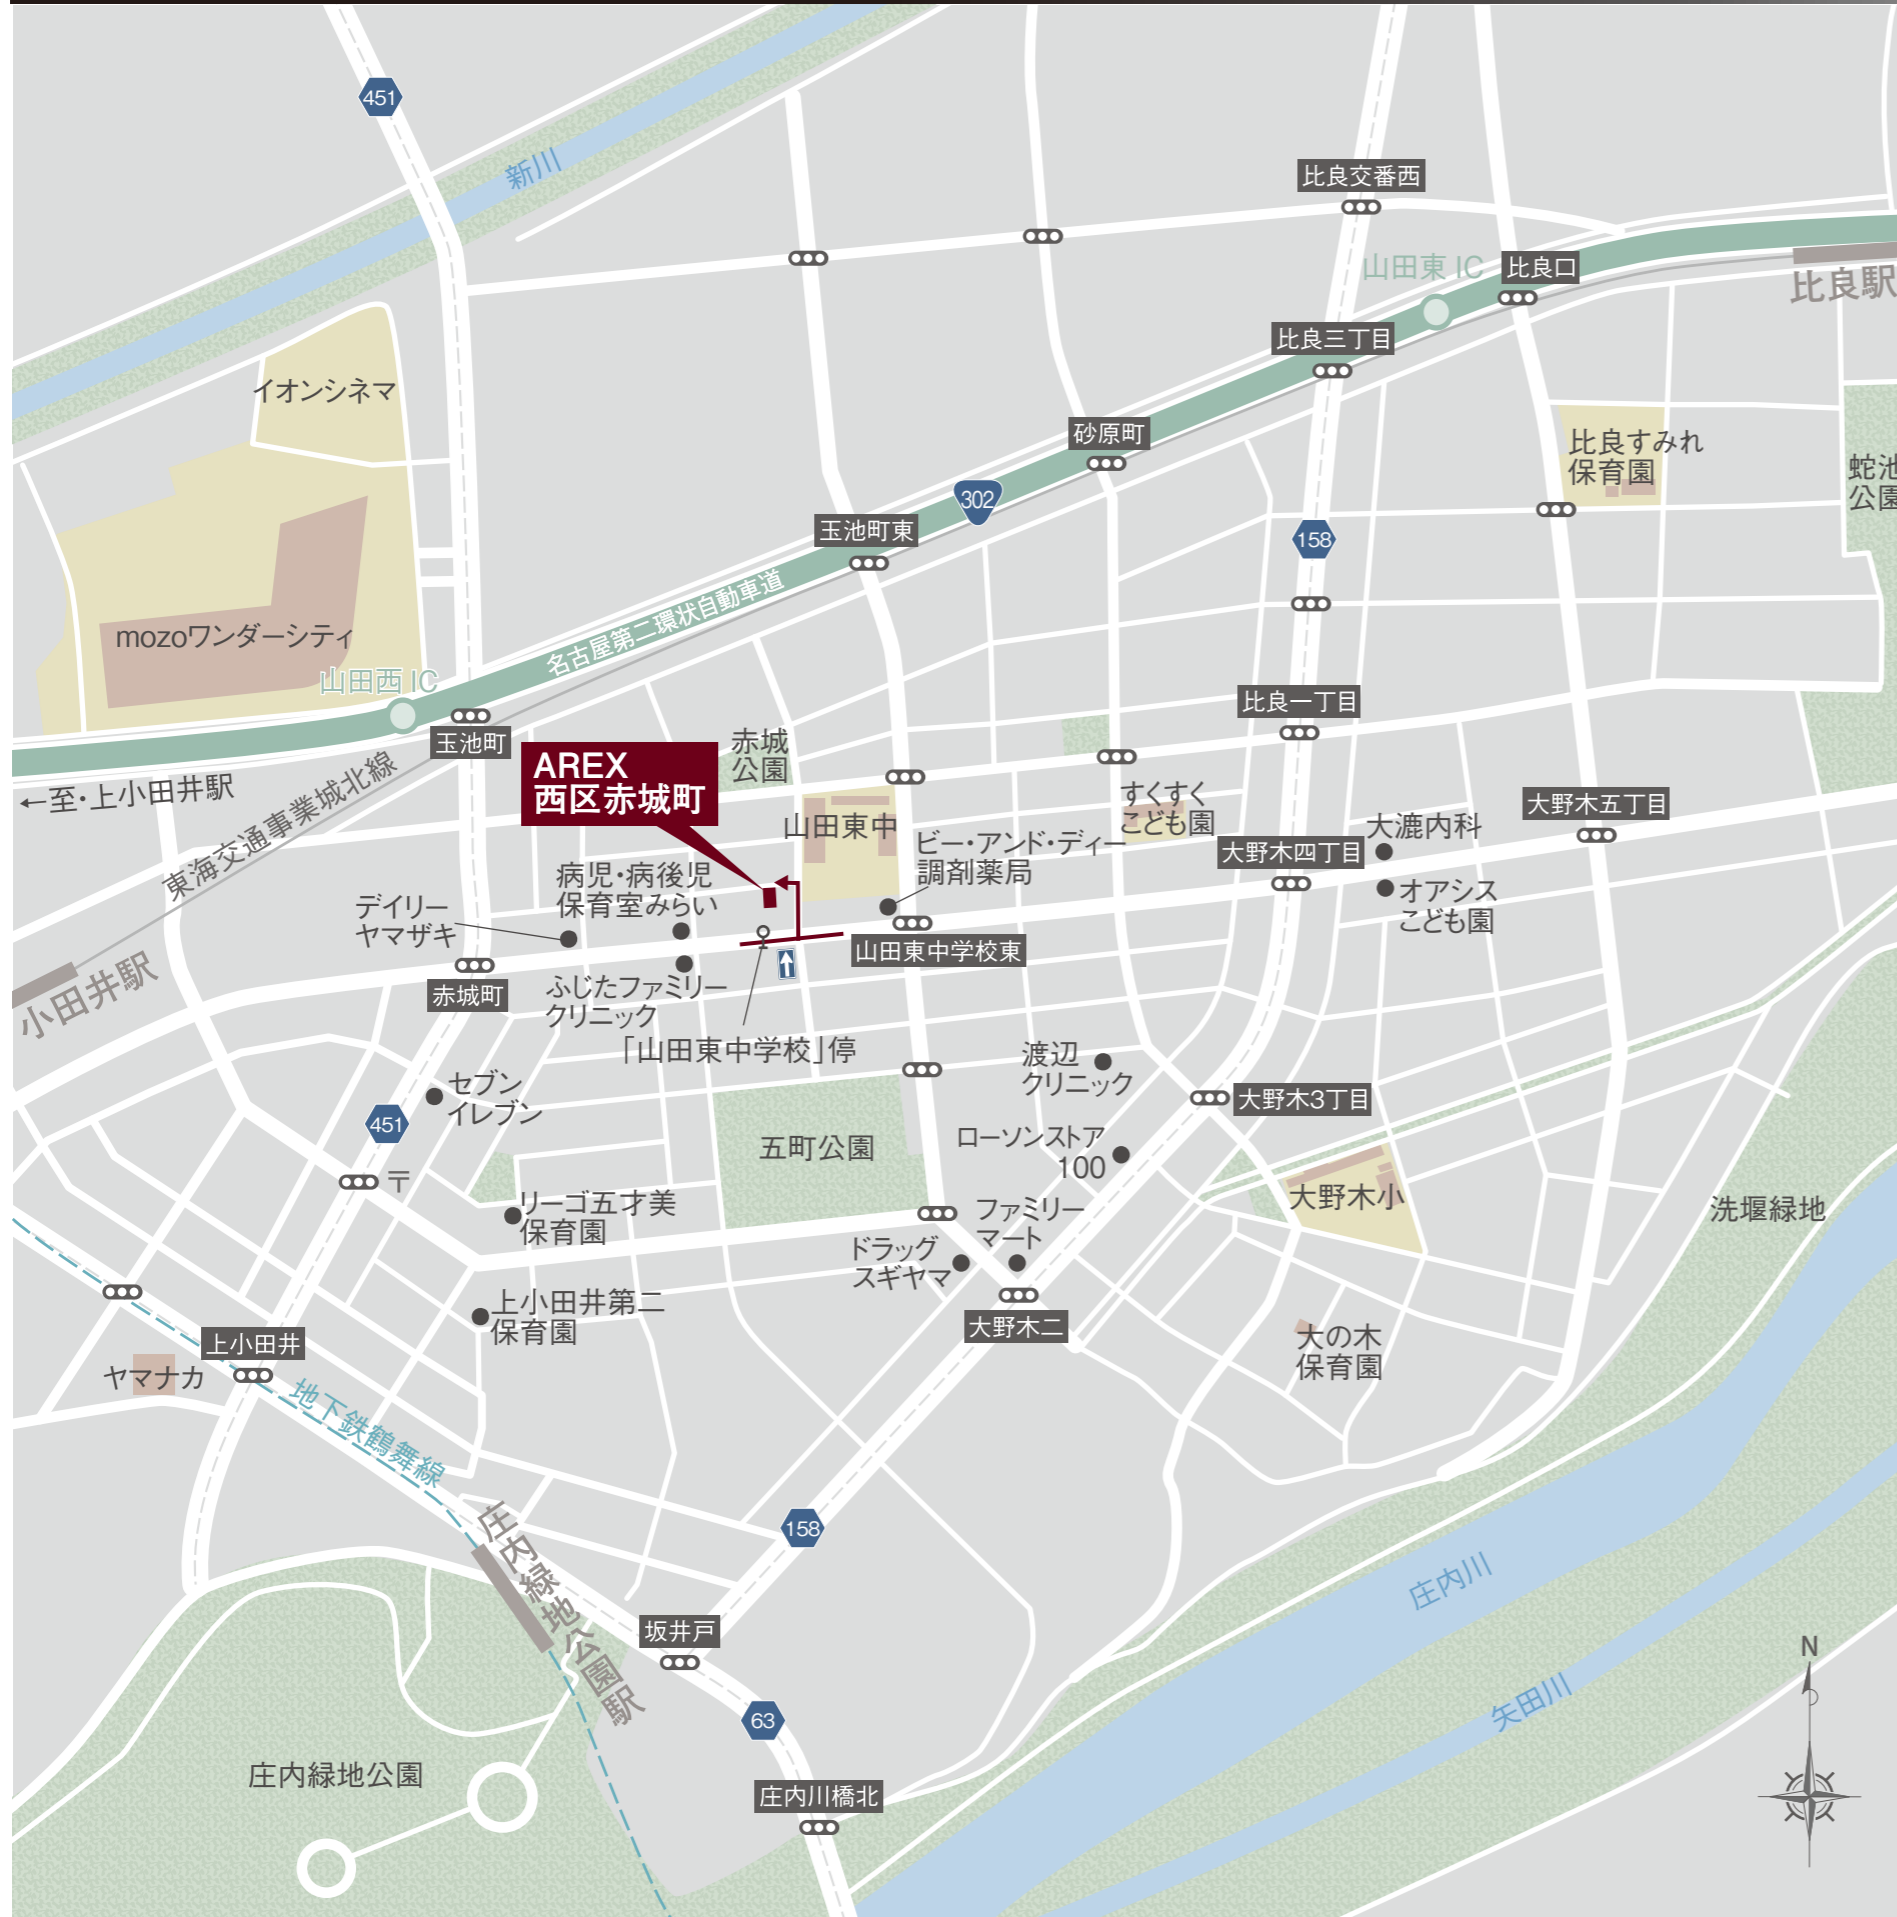 451
新川
比良交番西
山田東 IC
比良口
比良駅
比良三丁目
イオンシネマ
砂原町
比良すみれ
保育園
蛇池
公園
302
玉池町東
158
名古屋第二環状自動車道
mozoワンダーシティ
山田西 IC
玉池町
比良一丁目
赤城
公園
AREX
西区赤城町
←至・上小田井駅
東海交通事業城北線
すくすく
こども園
大野木五丁目
山田東中
ビー・アンド・ディー
調剤薬局
大野木四丁目
大漉内科
病児・病後児
保育室みらい
オアシス
こども園
デイリー
ヤマザキ
山田東中学校東
小田井駅
赤城町
ふじたファミリー
クリニック
「山田東中学校」停
渡辺
クリニック
セブン
イレブン
大野木3丁目
451
五町公園
ローソンストア
100
〒
大野木小
リーゴ五才美
保育園
ファミリー
マート
洗堰緑地
ドラッグ
スギヤマ
上小田井第二
保育園
大野木二
大の木
保育園
上小田井
ヤマナカ
地下鉄鶴舞線
庄内緑地公園駅
158
庄内川
坂井戸
N
矢田川
63
庄内緑地公園
庄内川橋北